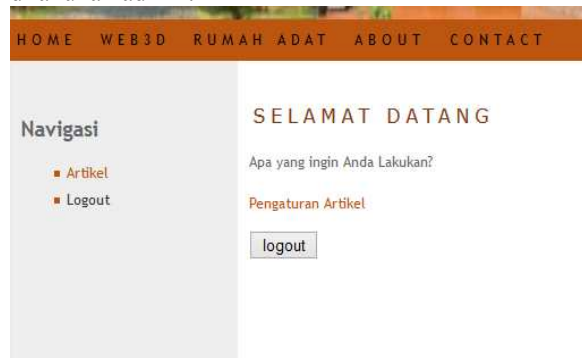 HOME WEB3D RUMAH ADAT ABOUT CONTACT
Navigasi
Artikel
Logout
SELAMAT DATANG
Apa yang ingin Anda Lakukan?
Pengaturan Artikel
logout